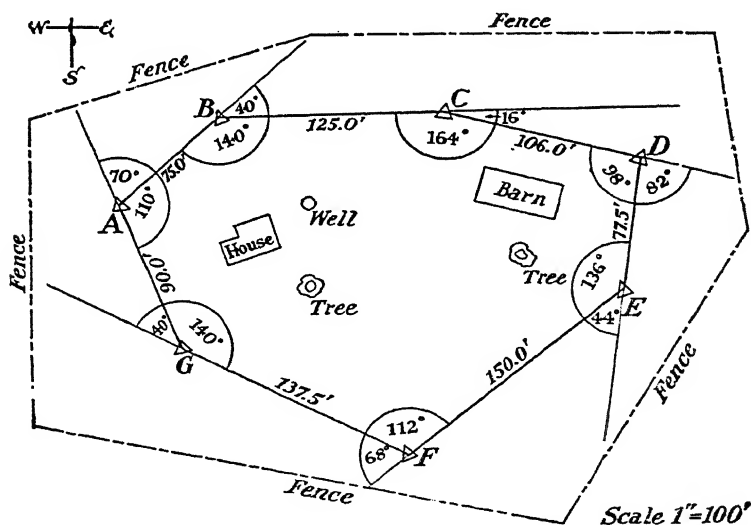 W E
S
Fence
Fence
B
40°
140°
125.0'
C
16°
164°
106.0'
D
98°
82°
75.0'
70°
110°
A
Well
Barn
77.5'
House
Fence
90.0'
Tree
Tree
136°
E
44°
40°
140°
G
150.0'
137.5'
Fence
112°
68°
F
Fence
Scale 1"=100'